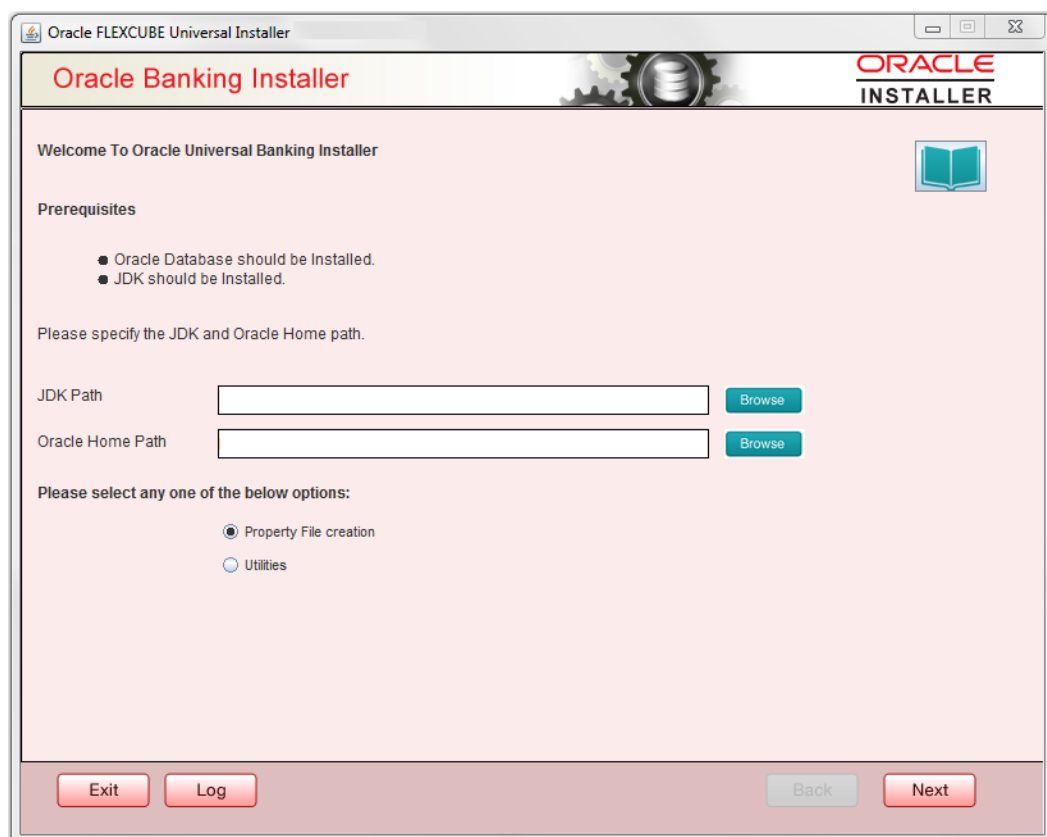 Oracle FLEXCUBE Universal Installer
Oracle Banking Installer
ORACLE
INSTALLER
Welcome To Oracle Universal Banking Installer
Prerequisites
Oracle Database should be Installed.
JDK should be Installed.
Please specify the JDK and Oracle Home path.
JDK Path
Browse
Oracle Home Path
Browse
Please select any one of the below options:
Property File creation
Utilities
Exit
Log
Back
Next